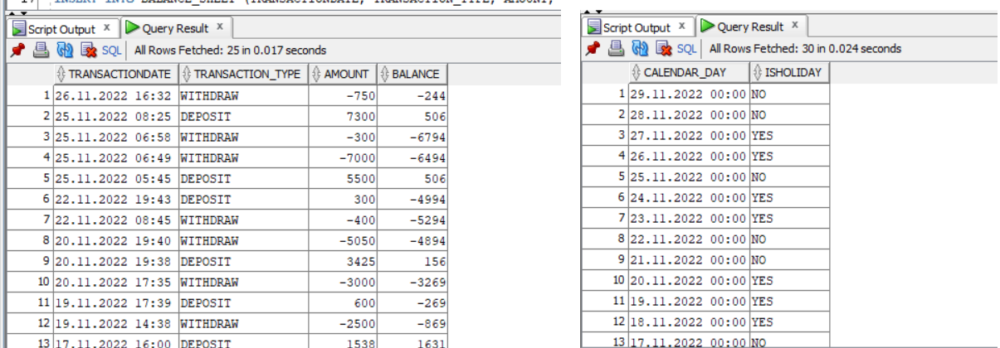 17 INSERT INTO BALANCE_SHEET (TRANSACTIONDATE, TRANSACTION_TYPE, AMOUNT,
Script Output x Query Result x
SQL | All Rows Fetched: 25 in 0.017 seconds
TRANSACTIONDATE TRANSACTION_TYPE AMOUNT BALANCE
1 26.11.2022 16:32 WITHDRAW -750 -244
2 25.11.2022 08:25 DEPOSIT 7300 506
3 25.11.2022 06:58 WITHDRAW -300 -6794
4 25.11.2022 06:49 WITHDRAW -7000 -6494
5 25.11.2022 05:45 DEPOSIT 5500 506
6 22.11.2022 19:43 DEPOSIT 300 -4994
7 22.11.2022 08:45 WITHDRAW -400 -5294
8 20.11.2022 19:40 WITHDRAW -5050 -4894
9 20.11.2022 19:38 DEPOSIT 3425 156
10 20.11.2022 17:35 WITHDRAW -3000 -3269
11 19.11.2022 17:39 DEPOSIT 600 -269
12 19.11.2022 14:38 WITHDRAW -2500 -869
13 17.11.2022 16:00 DEPOSIT 1538 1631
Script Output x Query Result x
SQL | All Rows Fetched: 30 in 0.024 seconds
CALENDAR_DAY ISHOLIDAY
1 29.11.2022 00:00 NO
2 28.11.2022 00:00 NO
3 27.11.2022 00:00 YES
4 26.11.2022 00:00 YES
5 25.11.2022 00:00 NO
6 24.11.2022 00:00 YES
7 23.11.2022 00:00 YES
8 22.11.2022 00:00 NO
9 21.11.2022 00:00 NO
10 20.11.2022 00:00 YES
11 19.11.2022 00:00 YES
12 18.11.2022 00:00 YES
13 17.11.2022 00:00 NO